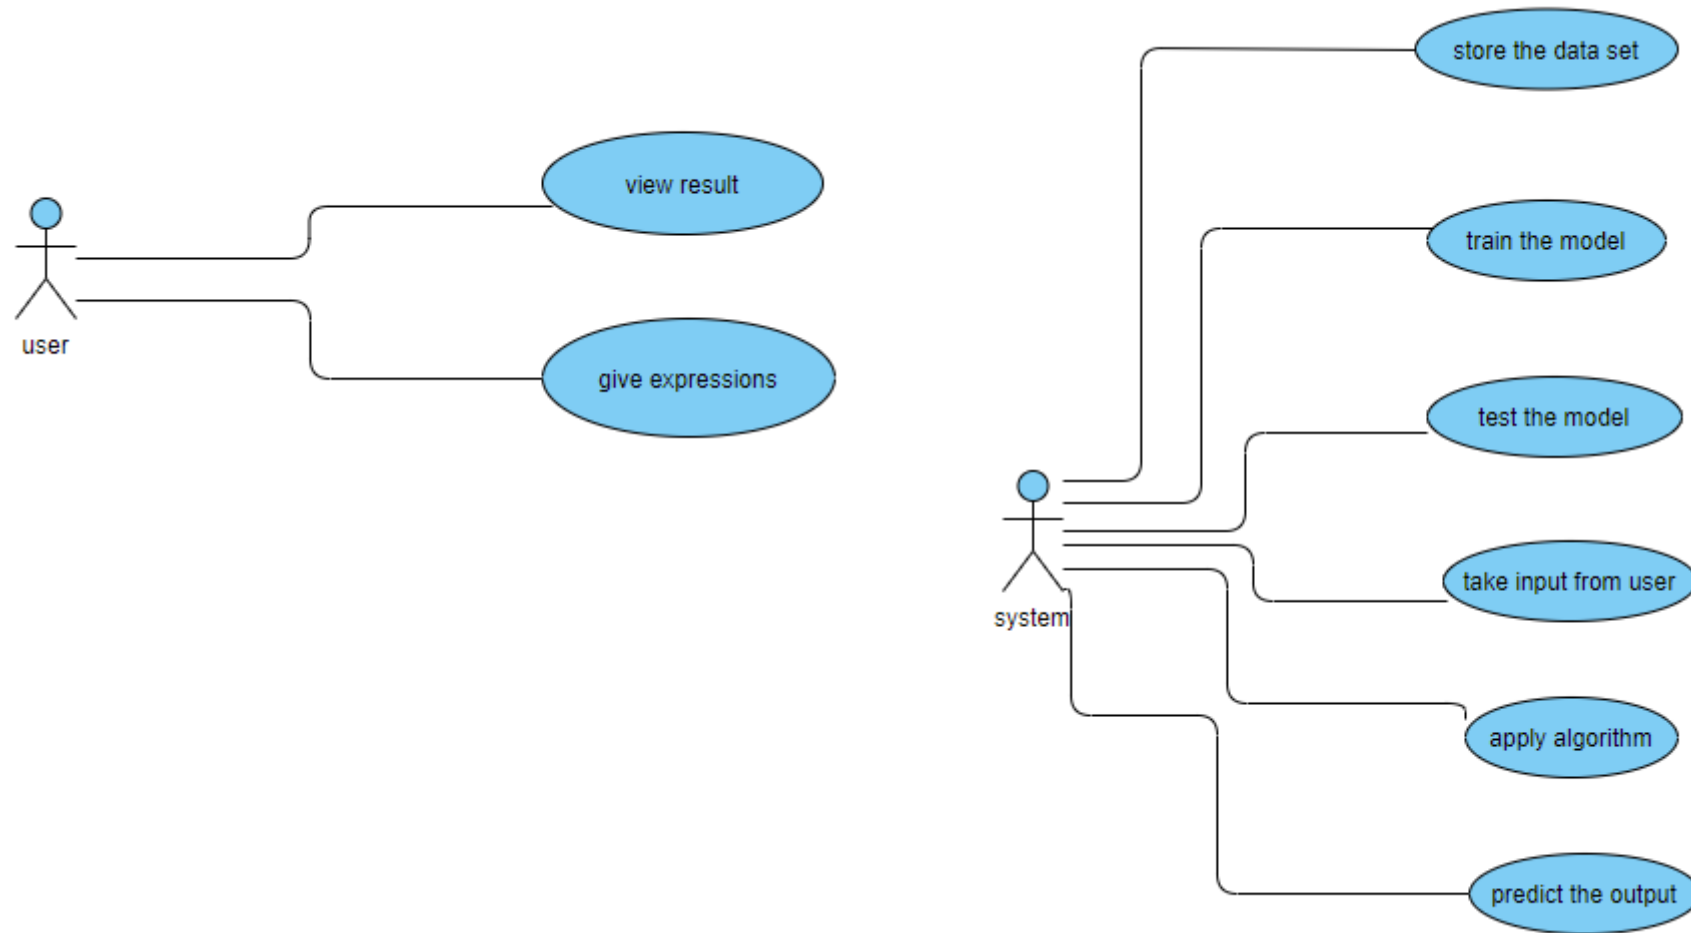 view result
user
give expressions
store the data set
train the model
test the model
system
take input from user
apply algorithm
predict the output